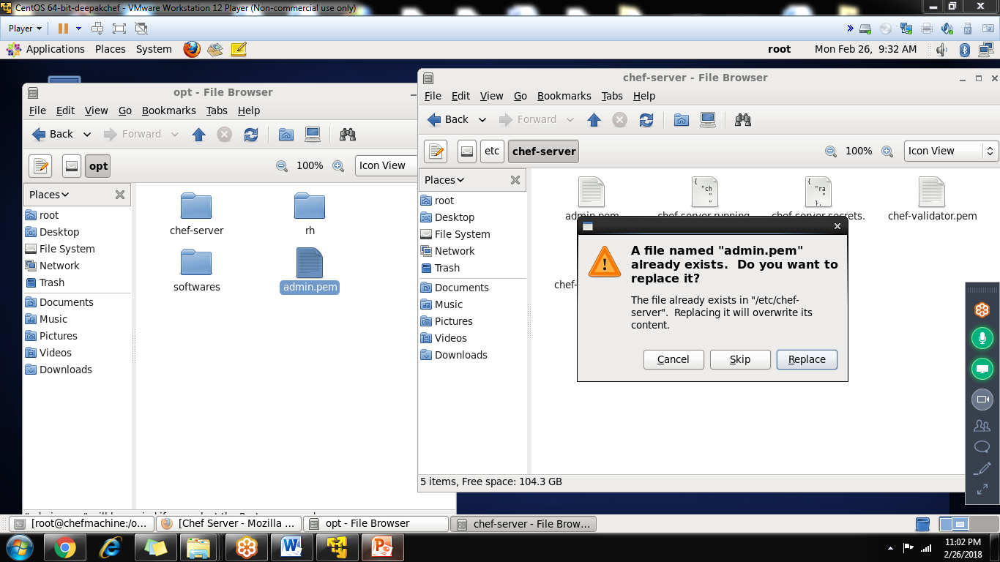 CentOS 64-bit-deepakchef - VMware Workstation 12 Player (Non-commercial use only)
Player
Applications Places System
root Mon Feb 26, 9:32 AM
opt - File Browser
File Edit View Go Bookmarks Tabs Help
Back Forward
opt 100% Icon View
Places
root
Desktop
File System
Network
Trash
Documents
Music
Pictures
Videos
Downloads
chef-server rh
softwares admin.pem
chef-server - File Browser
File Edit View Go Bookmarks Tabs Help
Back Forward
etc chef-server 100% Icon View
Places
root
Desktop
File System
Network
Trash
Documents
Music
Pictures
Videos
Downloads
{ {
"ch "ra
" "
" },
admin.pem chef-server-running. chef-server-secrets. chef-validator.pem
chef-
A file named "admin.pem"
already exists. Do you want to
replace it?
The file already exists in "/etc/chef-
server". Replacing it will overwrite its
content.
Cancel Skip Replace
5 items, Free space: 104.3 GB
[root@chefmachine:/o... [Chef Server - Mozilla ... opt - File Browser chef-server - File Brow...
11:02 PM
2/26/2018